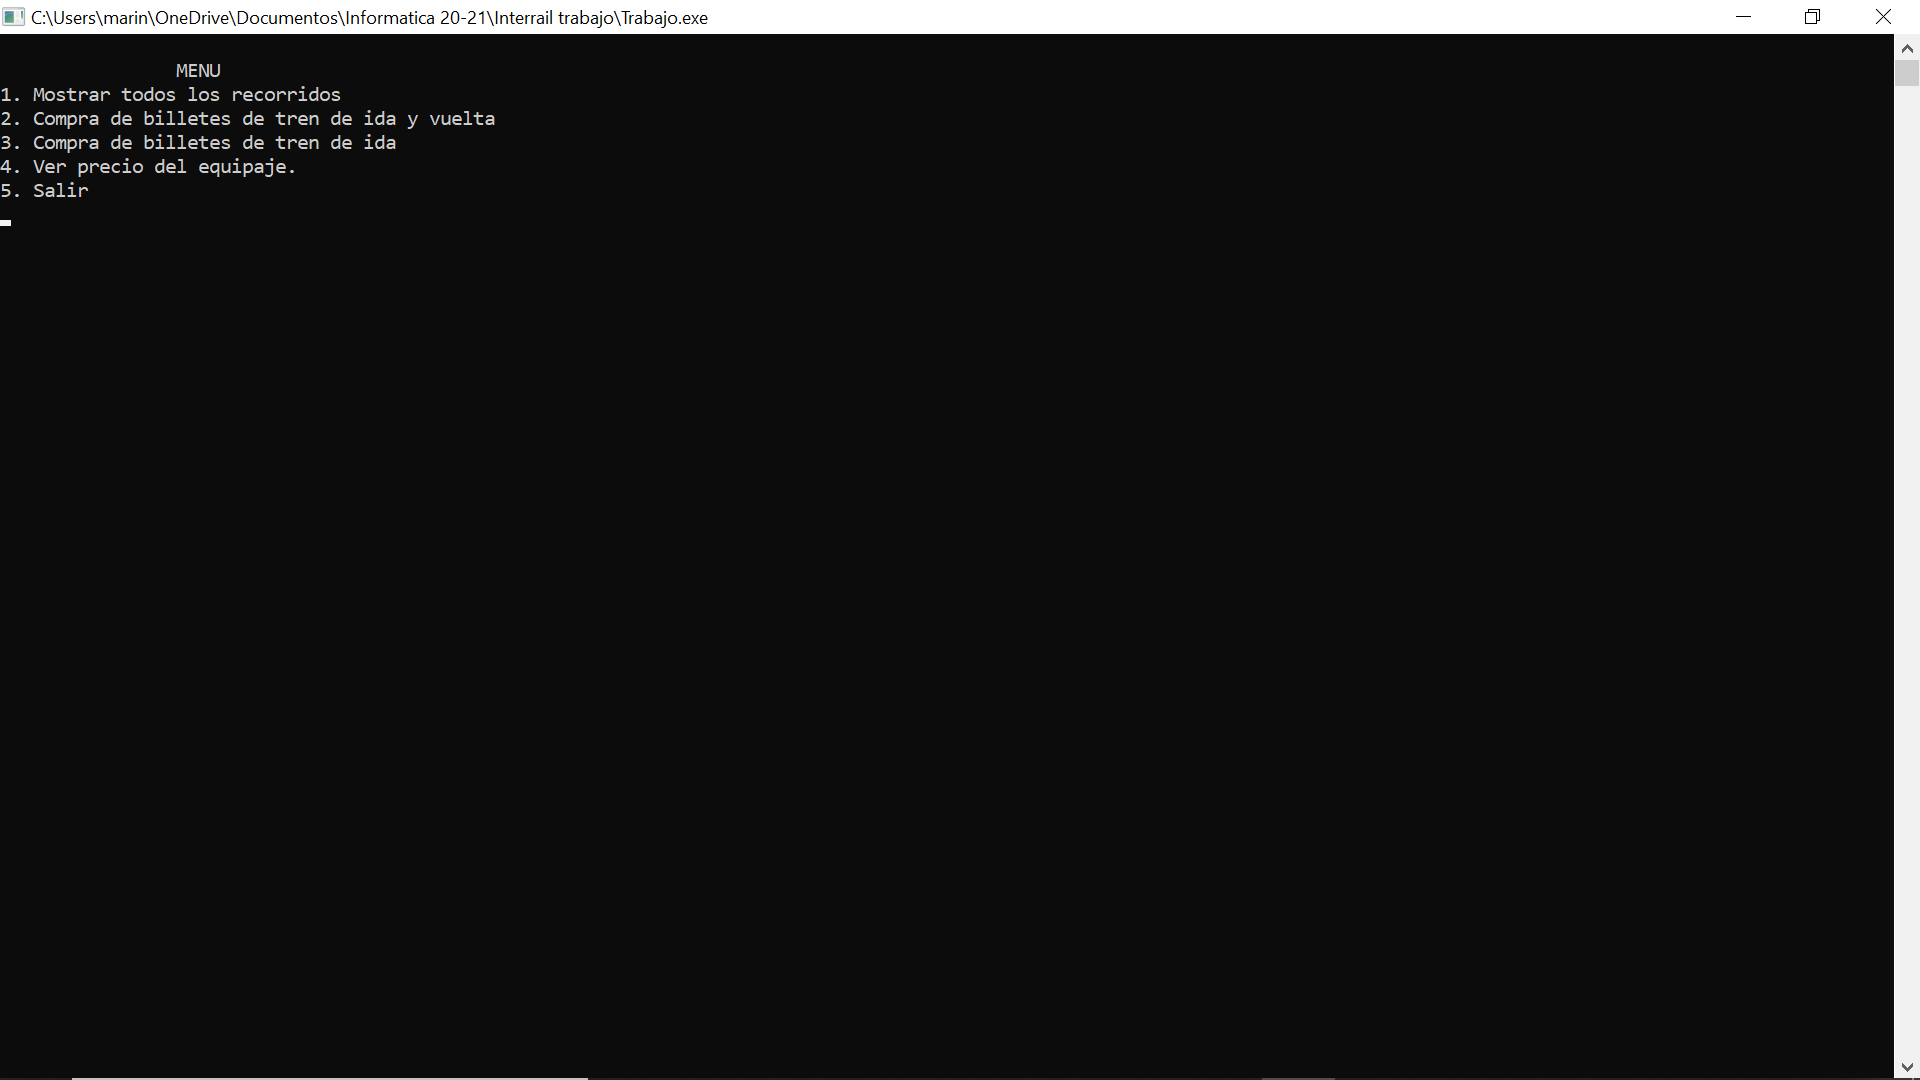 C:\Users\marin\OneDrive\Documentos\Informatica 20-21\Interrail trabajo\Trabajo.exe
MENU
1. Mostrar todos los recorridos
2. Compra de billetes de tren de ida y vuelta
3. Compra de billetes de tren de ida
4. Ver precio del equipaje.
5. Salir